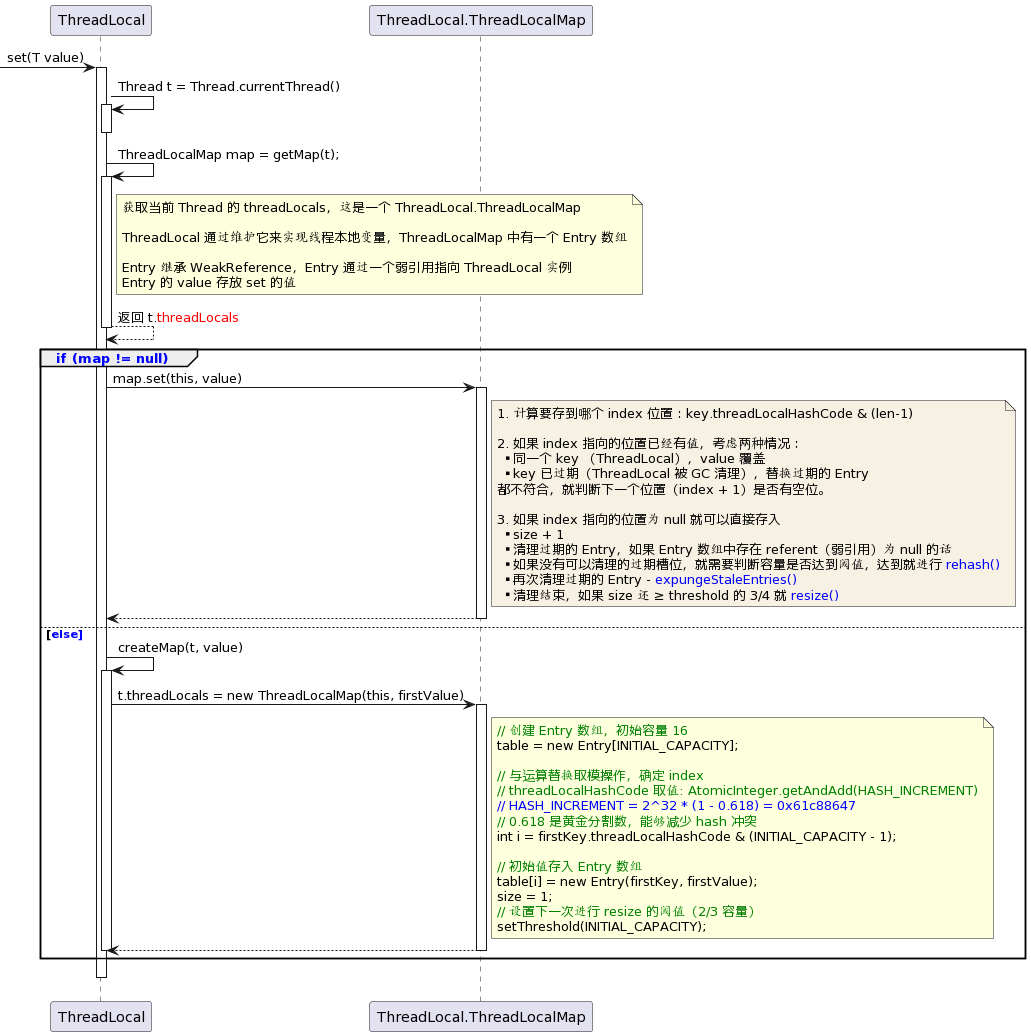 ThreadLocal
ThreadLocal.ThreadLocalMap
set(T value)
Thread t = Thread.currentThread()
ThreadLocalMap map = getMap(t);
获取当前 Thread 的 threadLocals，这是一个 ThreadLocal.ThreadLocalMap
ThreadLocal 通过维护它来实现线程本地变量，ThreadLocalMap 中有一个 Entry 数组
Entry 继承 WeakReference，Entry 通过一个弱引用指向 ThreadLocal 实例
Entry 的 value 存放 set 的值
返回 t.threadLocals
if (map != null)
map.set(this, value)
1. 计算要存到哪个 index 位置：key.threadLocalHashCode & (len-1)
2. 如果 index 指向的位置已经有值，考虑两种情况：
▪ 同一个 key （ThreadLocal），value 覆盖
▪ key 已过期（ThreadLocal 被 GC 清理），替换过期的 Entry
都不符合，就判断下一个位置（index + 1）是否有空位。
3. 如果 index 指向的位置为 null 就可以直接存入
▪ size + 1
▪ 清理过期的 Entry，如果 Entry 数组中存在 referent（弱引用）为 null 的话
▪ 如果没有可以清理的过期槽位，就需要判断容量是否达到阀值，达到就进行 rehash()
▪ 再次清理过期的 Entry - expungeStaleEntries()
▪ 清理结束，如果 size 还 ≥ threshold 的 3/4 就 resize()
[else]
createMap(t, value)
t.threadLocals = new ThreadLocalMap(this, firstValue)
// 创建 Entry 数组，初始容量 16
table = new Entry[INITIAL_CAPACITY];
// 与运算替换取模操作，确定 index
// threadLocalHashCode 取值: AtomicInteger.getAndAdd(HASH_INCREMENT)
// HASH_INCREMENT = 2^32 * (1 - 0.618) = 0x61c88647
// 0.618 是黄金分割数，能够减少 hash 冲突
int i = firstKey.threadLocalHashCode & (INITIAL_CAPACITY - 1);
// 初始值存入 Entry 数组
table[i] = new Entry(firstKey, firstValue);
size = 1;
// 设置下一次进行 resize 的阀值（2/3 容量）
setThreshold(INITIAL_CAPACITY);
ThreadLocal
ThreadLocal.ThreadLocalMap